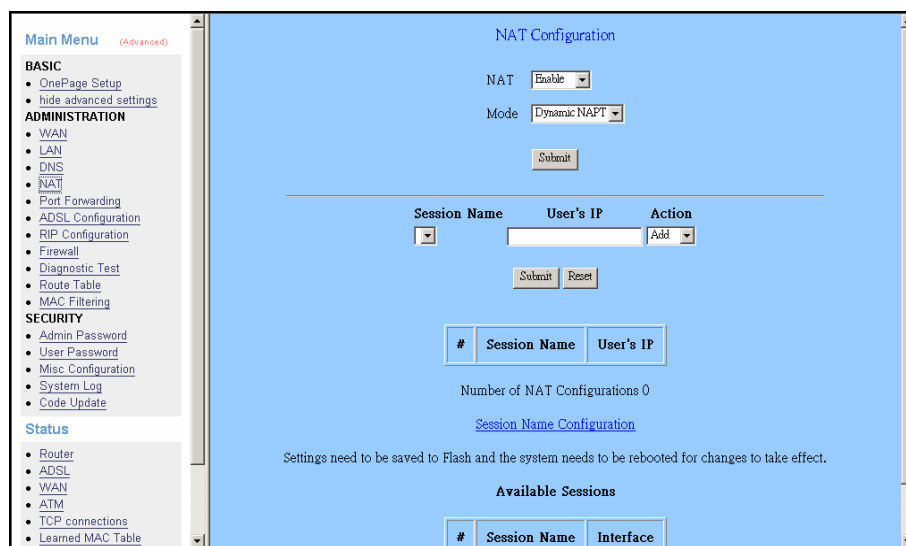 Main Menu (Advanced)
BASIC
OnePage Setup
hide advanced settings
ADMINISTRATION
WAN
LAN
DNS
NAT
Port Forwarding
ADSL Configuration
RIP Configuration
Firewall
Diagnostic Test
Route Table
MAC Filtering
SECURITY
Admin Password
User Password
Misc Configuration
System Log
Code Update
Status
Router
ADSL
WAN
ATM
TCP connections
Learned MAC Table
NAT Configuration
NAT Enable
Mode Dynamic NAPT
Submit
Session Name User's IP Action
Add
Submit Reset
# Session Name User's IP
Number of NAT Configurations 0
Session Name Configuration
Settings need to be saved to Flash and the system needs to be rebooted for changes to take effect.
Available Sessions
# Session Name Interface